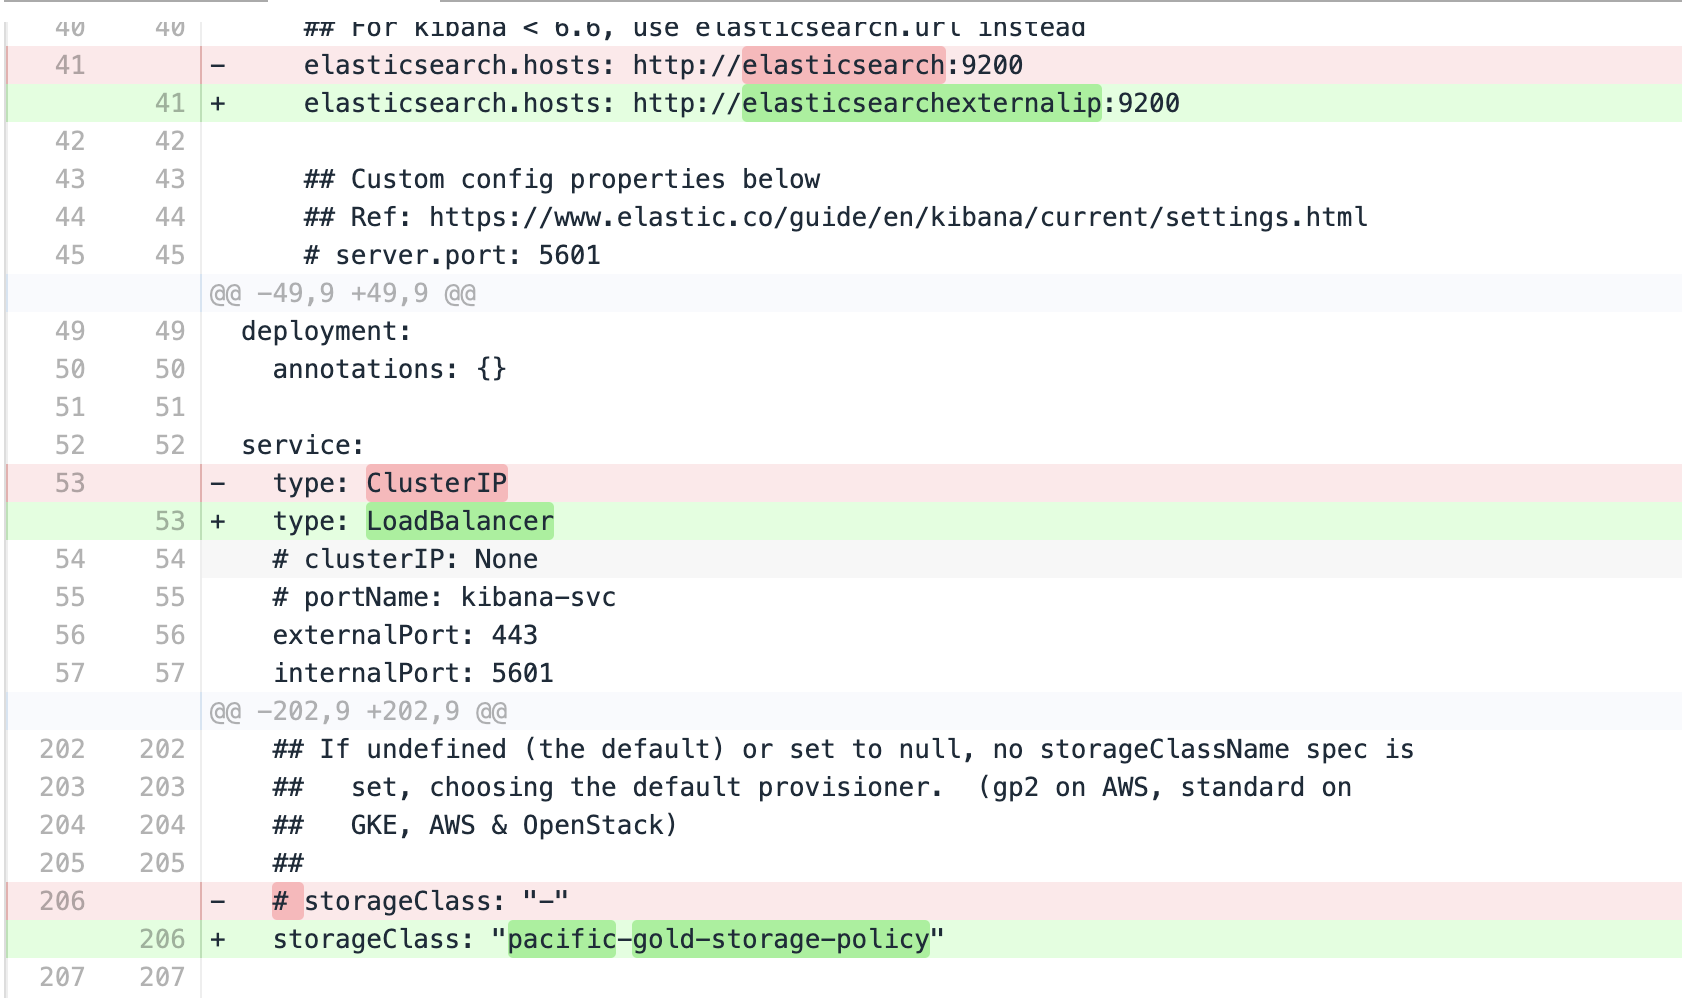 40 40 ## For kibana < 6.6, use elasticsearch.url instead
41 - elasticsearch.hosts: http://elasticsearch:9200
41 + elasticsearch.hosts: http://elasticsearchexternalip:9200
42 42
43 43 ## Custom config properties below
44 44 ## Ref: https://www.elastic.co/guide/en/kibana/current/settings.html
45 45 # server.port: 5601
@@ -49,9 +49,9 @@
49 49 deployment:
50 50 annotations: {}
51 51
52 52 service:
53 - type: ClusterIP
53 + type: LoadBalancer
54 54 # clusterIP: None
55 55 # portName: kibana-svc
56 56 externalPort: 443
57 57 internalPort: 5601
@@ -202,9 +202,9 @@
202 202 ## If undefined (the default) or set to null, no storageClassName spec is
203 203 ## set, choosing the default provisioner. (gp2 on AWS, standard on
204 204 ## GKE, AWS & OpenStack)
205 205 ##
206 - # storageClass: "-"
206 + storageClass: "pacific-gold-storage-policy"
207 207